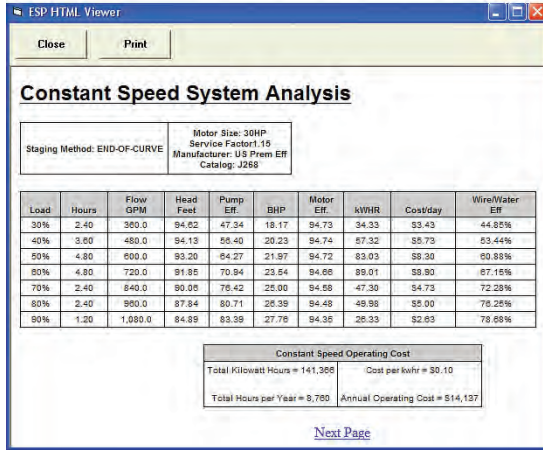 ESP HTML Viewer
Close Print
Constant Speed System Analysis
Staging Method: END-OF-CURVE
Motor Size: 30HP
Service Factor1.15
Manufacturer: US Prem Eff
Catalog: J268
Load Hours Flow GPM Head Feet Pump Eff. BHP Motor Eff. kWHR Cost/day Wire/Water Eff
30% 2.40 360.0 94.62 47.34 18.17 94.73 34.33 $3.43 44.85%
40% 3.60 480.0 94.13 56.40 20.23 94.74 57.32 $5.73 53.44%
50% 4.80 600.0 93.20 64.27 21.97 94.72 83.03 $8.30 60.88%
60% 4.80 720.0 91.85 70.94 23.54 94.66 89.01 $8.90 67.15%
70% 2.40 840.0 90.06 76.42 25.00 94.58 47.30 $4.73 72.28%
80% 2.40 960.0 87.84 80.71 26.39 94.48 49.98 $5.00 76.25%
90% 1.20 1,080.0 84.89 83.39 27.76 94.35 26.33 $2.63 78.68%
Constant Speed Operating Cost
Total Kilowatt Hours = 141,366 Cost per kwhr = $0.10
Total Hours per Year = 8,760 Annual Operating Cost = $14,137
Next Page